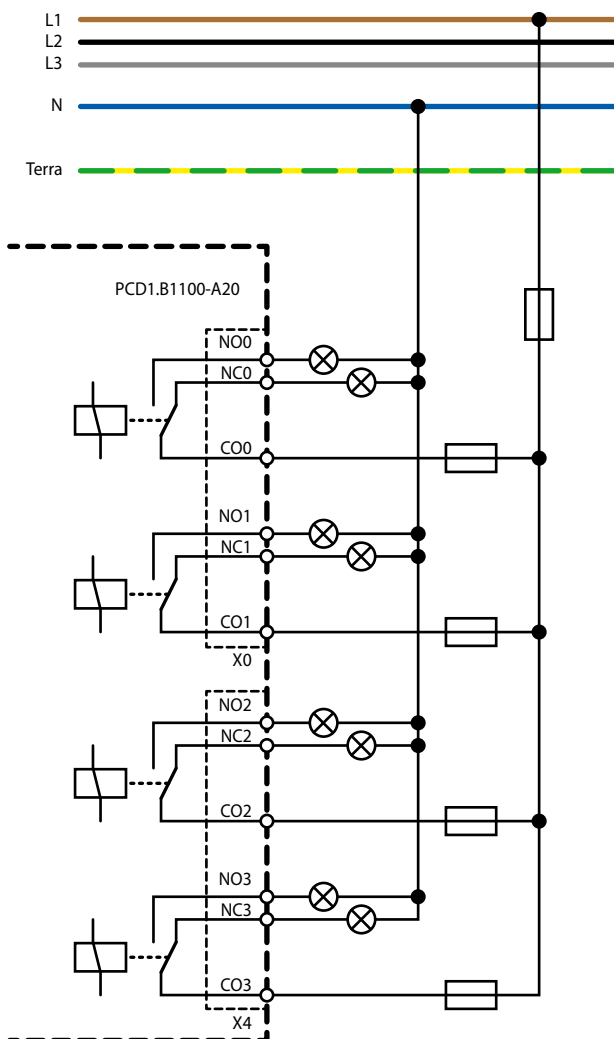 L1
L2
L3
N
Terra
PCD1.B1100-A20
NO0
NC0
CO0
NO1
NC1
CO1
X0
NO2
NC2
CO2
NO3
NC3
CO3
X4